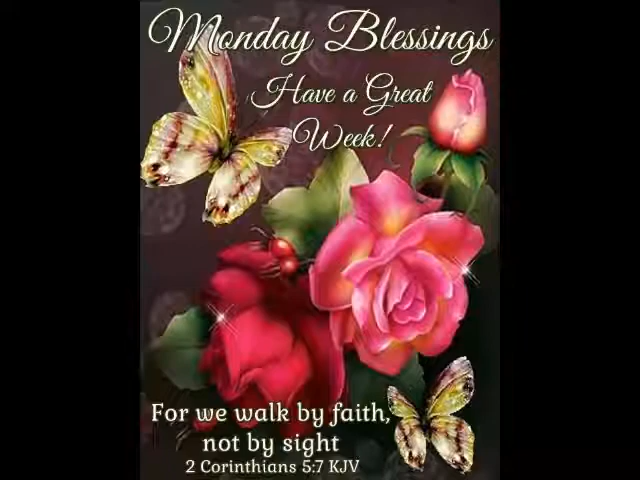 Monday Blessings
Have a Great
Week!
For we walk by faith,
not by sight
2 Corinthians 5:7 KJV